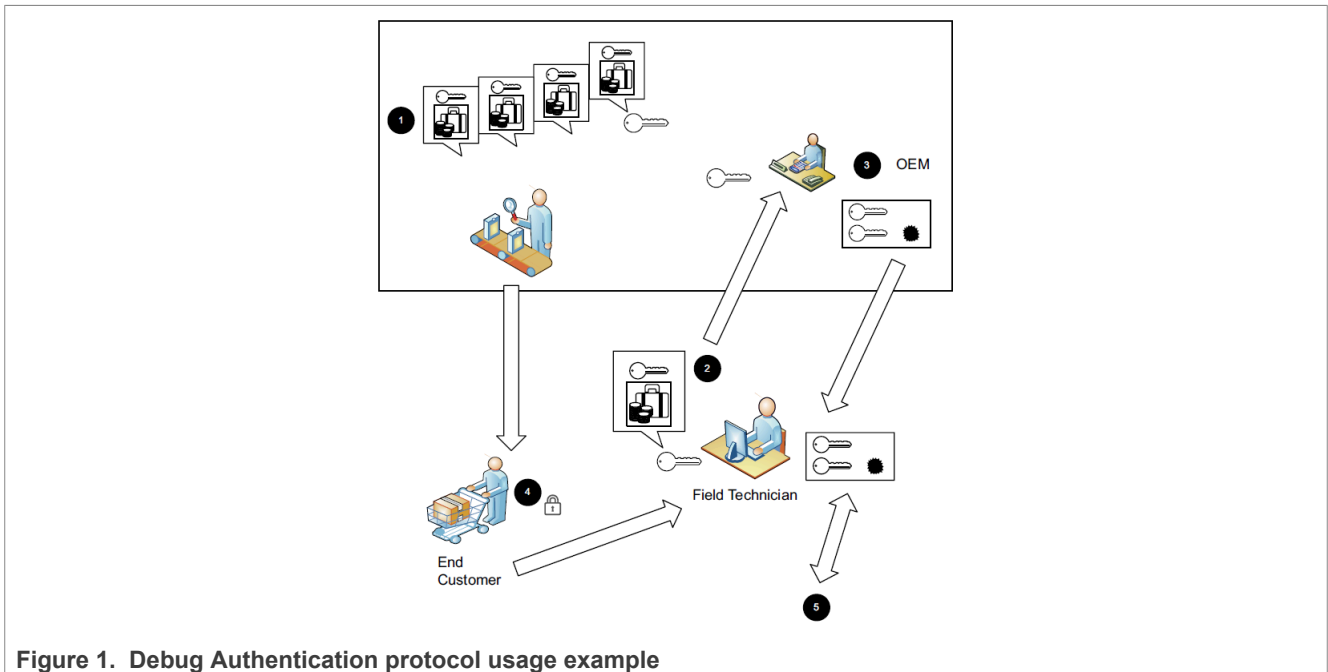 1
3 OEM
2
Field Technician
4
End
Customer
5
Figure 1. Debug Authentication protocol usage example